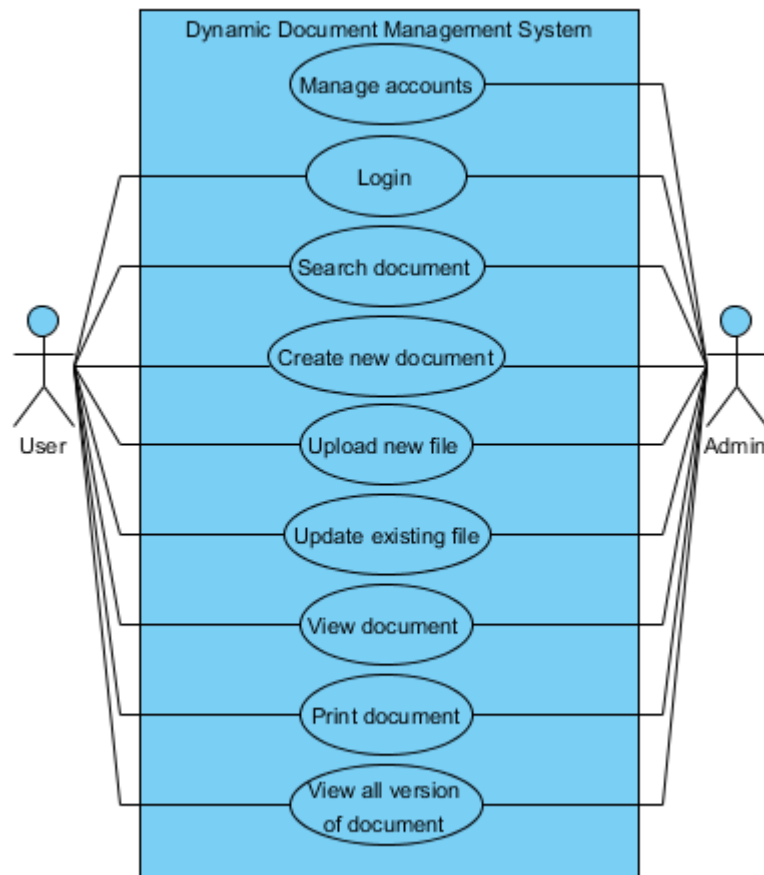 Dynamic Document Management System
Manage accounts
Login
Search document
Create new document
Upload new file
User
Admin
Update existing file
View document
Print document
View all version
of document